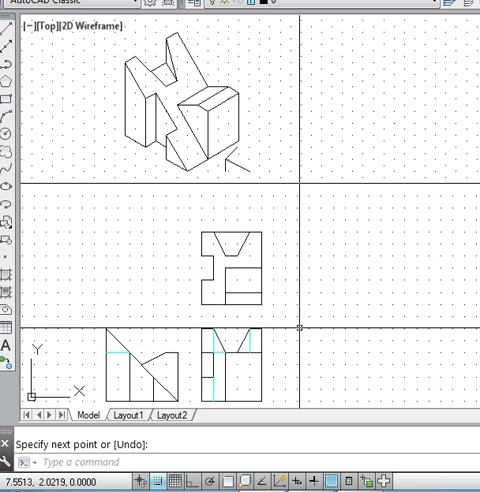 AutoCAD Classic
0
[−][Top][2D Wireframe]
Y
X
A
Model Layout1 Layout2
Specify next point or [Undo]:
Type a command
7.5513, 2.0219, 0.0000